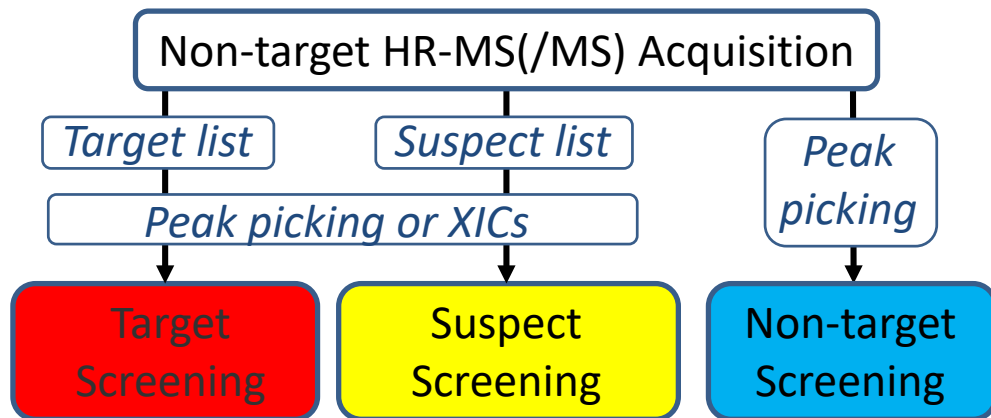 Non-target HR-MS(/MS) Acquisition
Target list
Suspect list
Peak
picking
Peak picking or XICs
Target
Screening
Suspect
Screening
Non-target
Screening